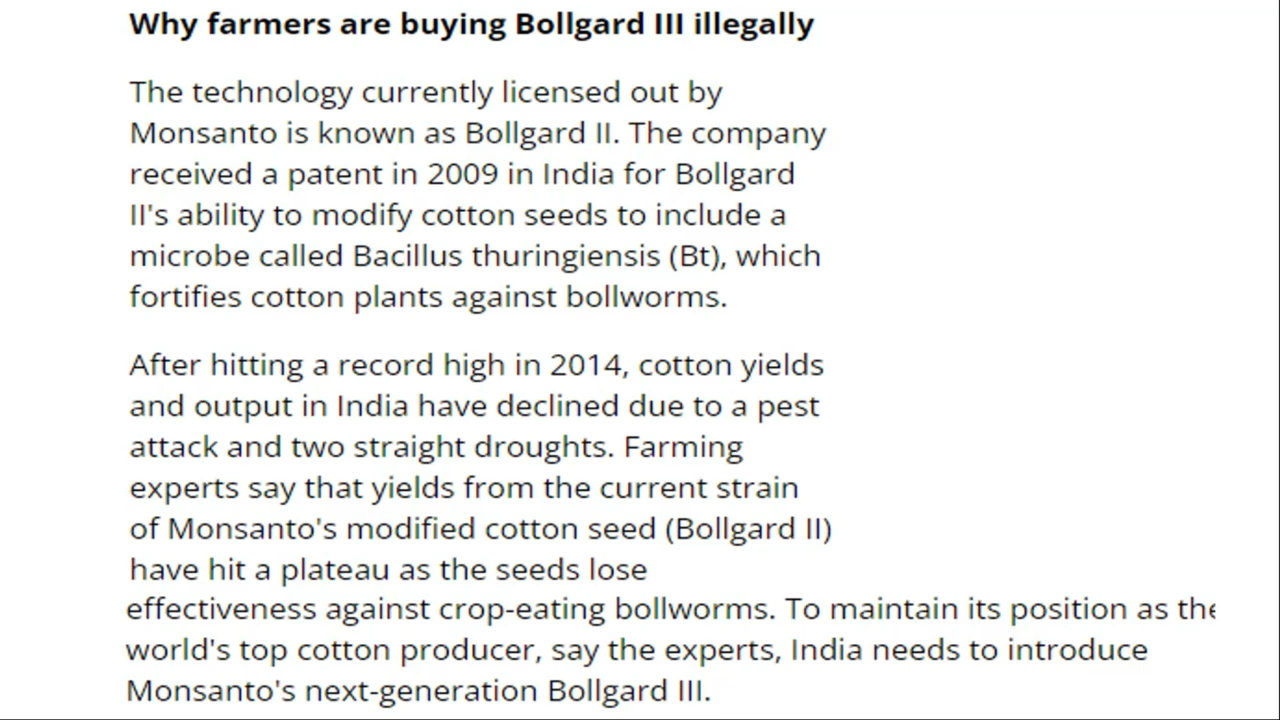 Why farmers are buying Bollgard III illegally
The technology currently licensed out by
Monsanto is known as Bollgard II. The company
received a patent in 2009 in India for Bollgard
II's ability to modify cotton seeds to include a
microbe called Bacillus thuringiensis (Bt), which
fortifies cotton plants against bollworms.
After hitting a record high in 2014, cotton yields
and output in India have declined due to a pest
attack and two straight droughts. Farming
experts say that yields from the current strain
of Monsanto's modified cotton seed (Bollgard II)
have hit a plateau as the seeds lose
effectiveness against crop-eating bollworms. To maintain its position as the
world's top cotton producer, say the experts, India needs to introduce
Monsanto's next-generation Bollgard III.